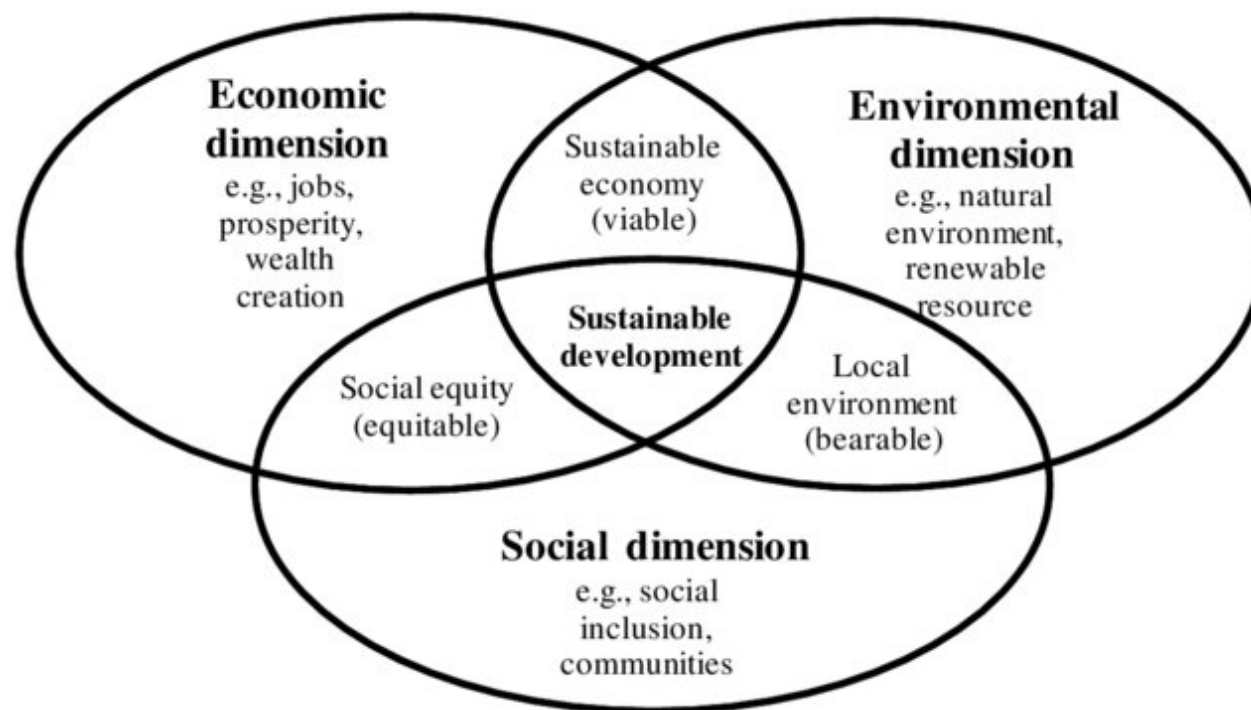 Economic
dimension
e.g., jobs,
prosperity,
wealth
creation
Sustainable
economy
(viable)
Environmental
dimension
e.g., natural
environment,
renewable
resource
Sustainable
development
Social equity
(equitable)
Local
environment
(bearable)
Social dimension
e.g., social
inclusion,
communities